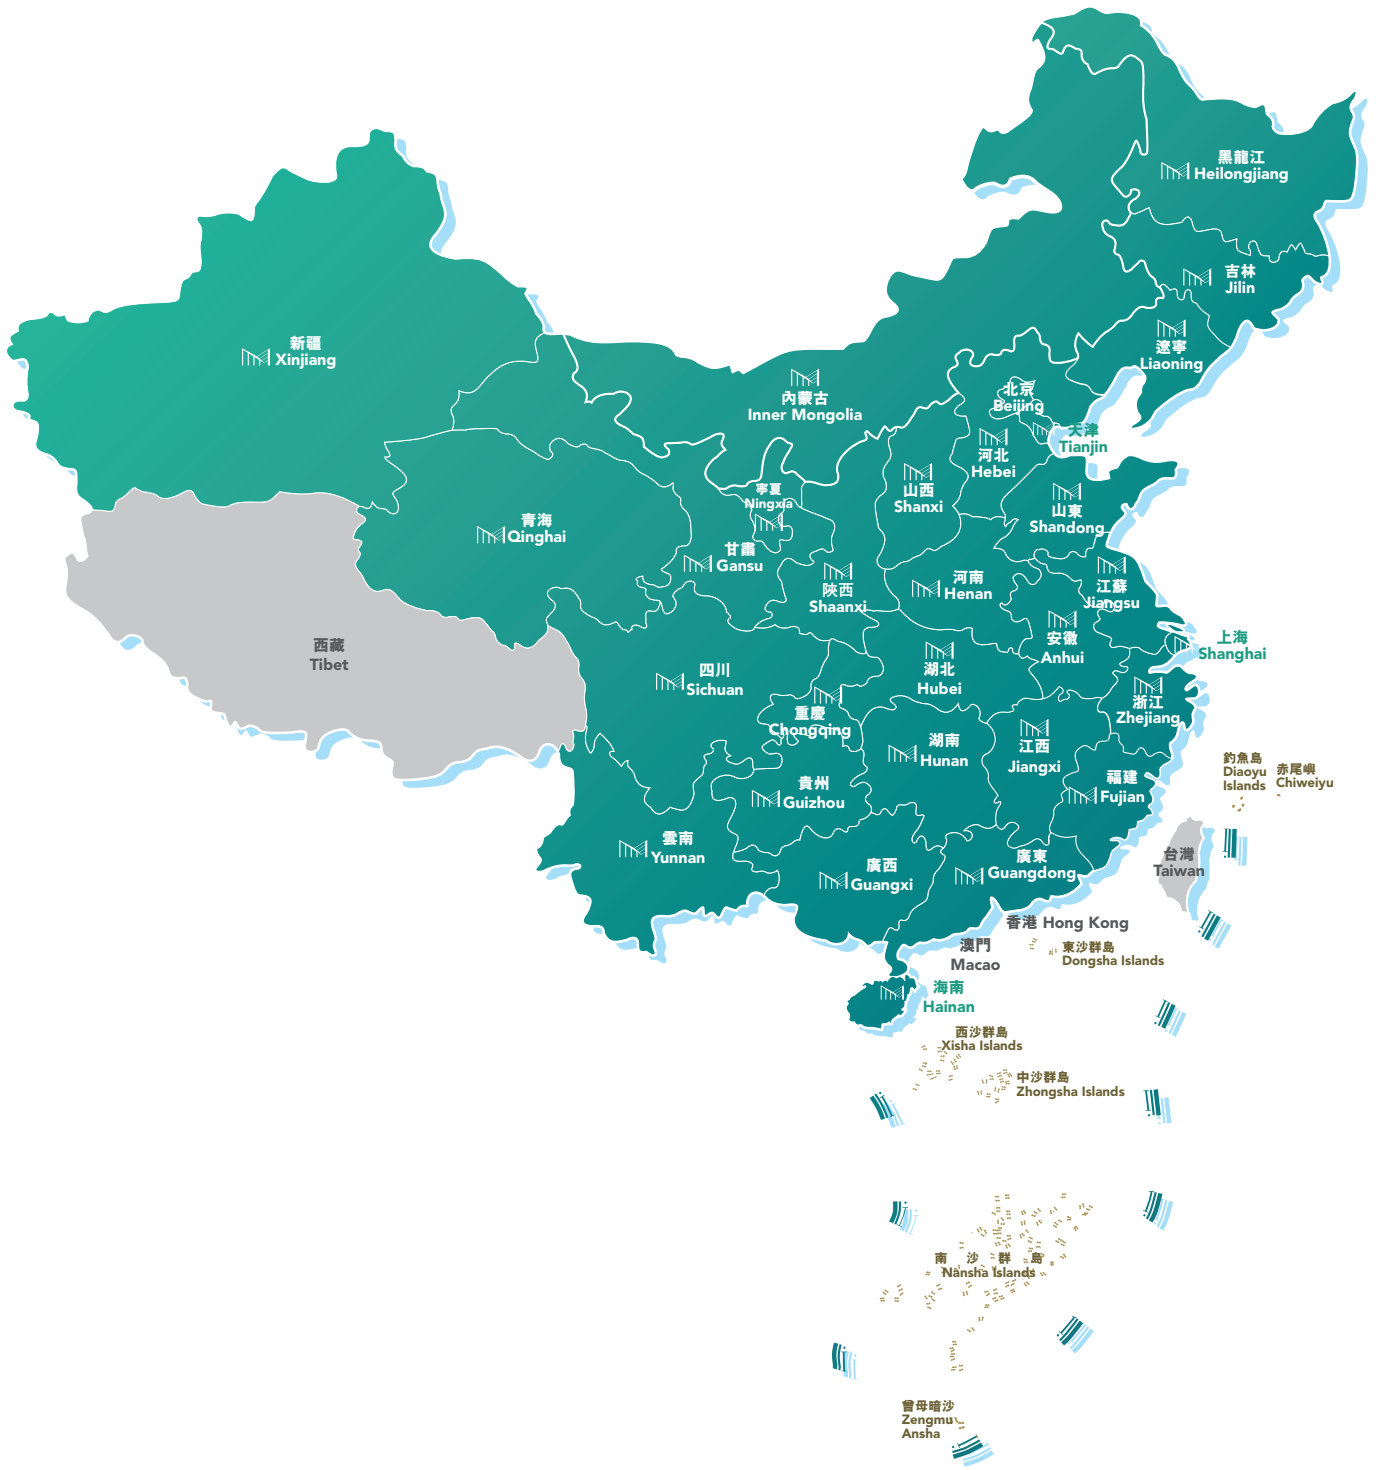 黑龍江
Heilongjiang
吉林
Jilin
遼寧
Liaoning
新疆
Xinjiang
內蒙古
Inner Mongolia
北京
Beijing
天津
Tianjin
河北
Hebei
山西
Shanxi
寧夏
Ningxia
山東
Shandong
青海
Qinghai
甘肅
Gansu
陝西
Shaanxi
河南
Henan
江蘇
Jiangsu
安徽
Anhui
上海
Shanghai
西藏
Tibet
四川
Sichuan
湖北
Hubei
重慶
Chongqing
浙江
Zhejiang
湖南
Hunan
江西
Jiangxi
貴州
Guizhou
福建
Fujian
釣魚島
Diaoyu
Islands
赤尾嶼
Chiweiyu
雲南
Yunnan
廣西
Guangxi
廣東
Guangdong
台灣
Taiwan
香港 Hong Kong
澳門
Macao
東沙群島
Dongsha Islands
海南
Hainan
西沙群島
Xisha Islands
中沙群島
Zhongsha Islands
南沙群島
Nansha Islands
曾母暗沙
Zengmu
Ansha